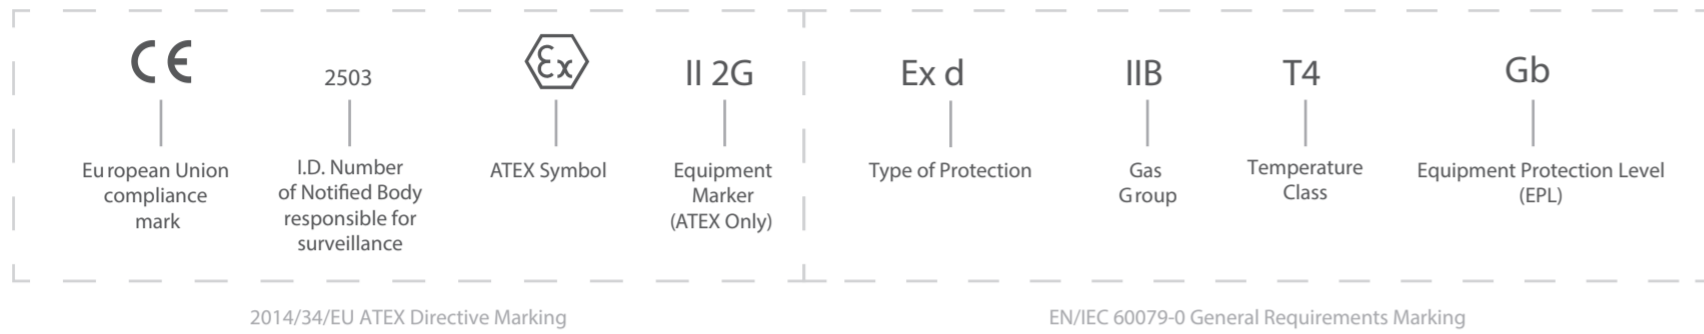 CE
2503
Ex
II 2G
Ex d
IIB
T4
Gb
European Union
compliance
mark
I.D. Number
of Notified Body
responsible for
surveillance
ATEX Symbol
Equipment
Marker
(ATEX Only)
Type of Protection
Gas
Group
Temperature
Class
Equipment Protection Level
(EPL)
2014/34/EU ATEX Directive Marking
EN/IEC 60079-0 General Requirements Marking